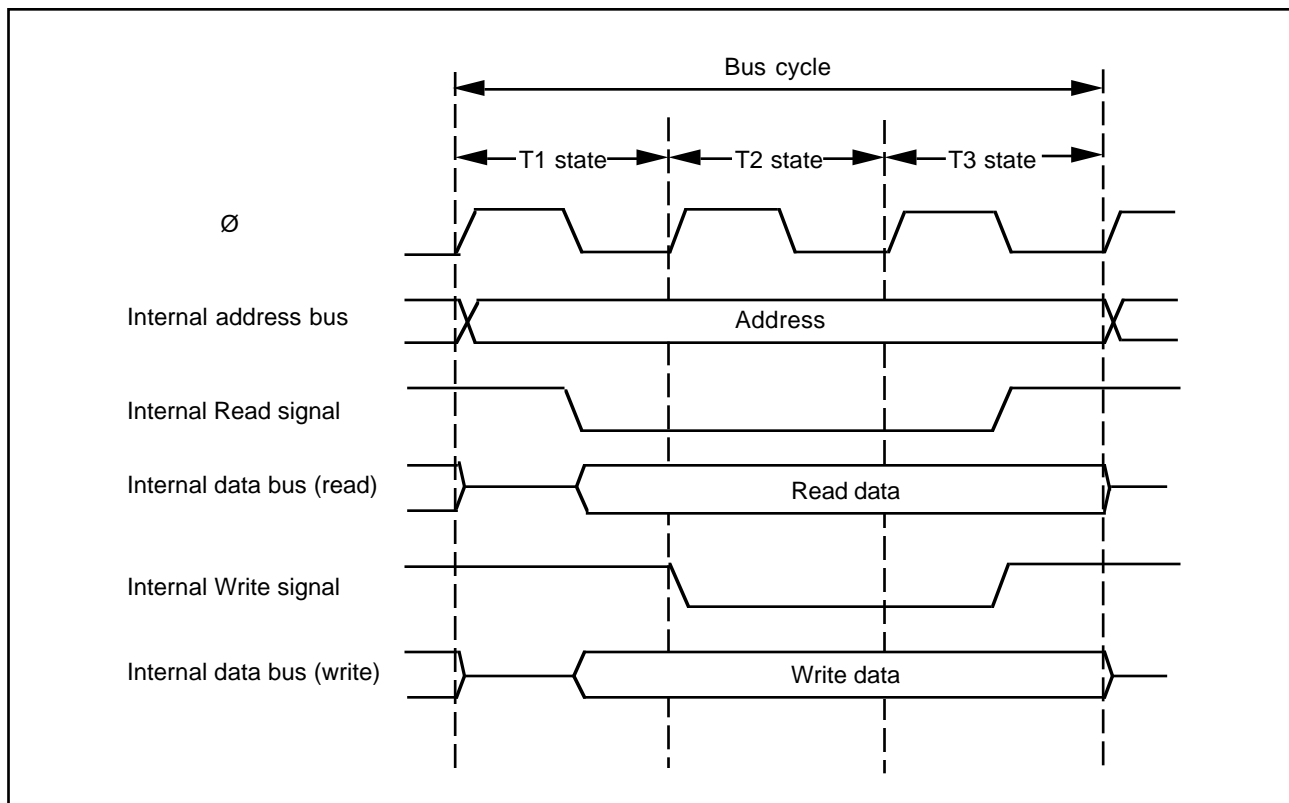 Bus cycle
T1 state T2 state T3 state
Ø
Internal address bus Address
Internal Read signal
Internal data bus (read) Read data
Internal Write signal
Internal data bus (write) Write data